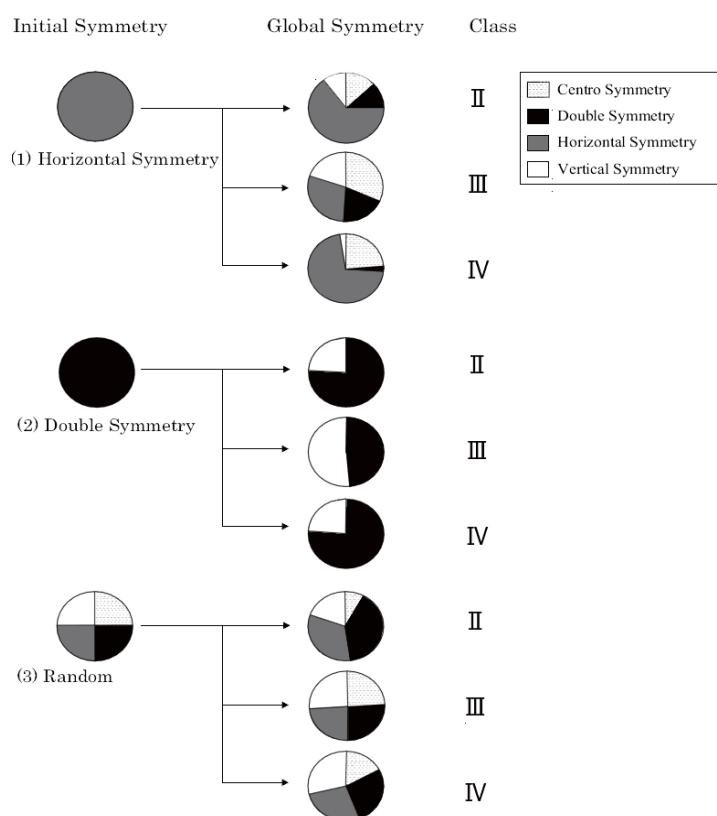 Initial Symmetry Global Symmetry Class
Ⅱ
Centro Symmetry
Double Symmetry
Horizontal Symmetry
Vertical Symmetry
(1) Horizontal Symmetry
Ⅲ
Ⅳ
Ⅱ
(2) Double Symmetry
Ⅲ
Ⅳ
Ⅱ
(3) Random
Ⅲ
Ⅳ